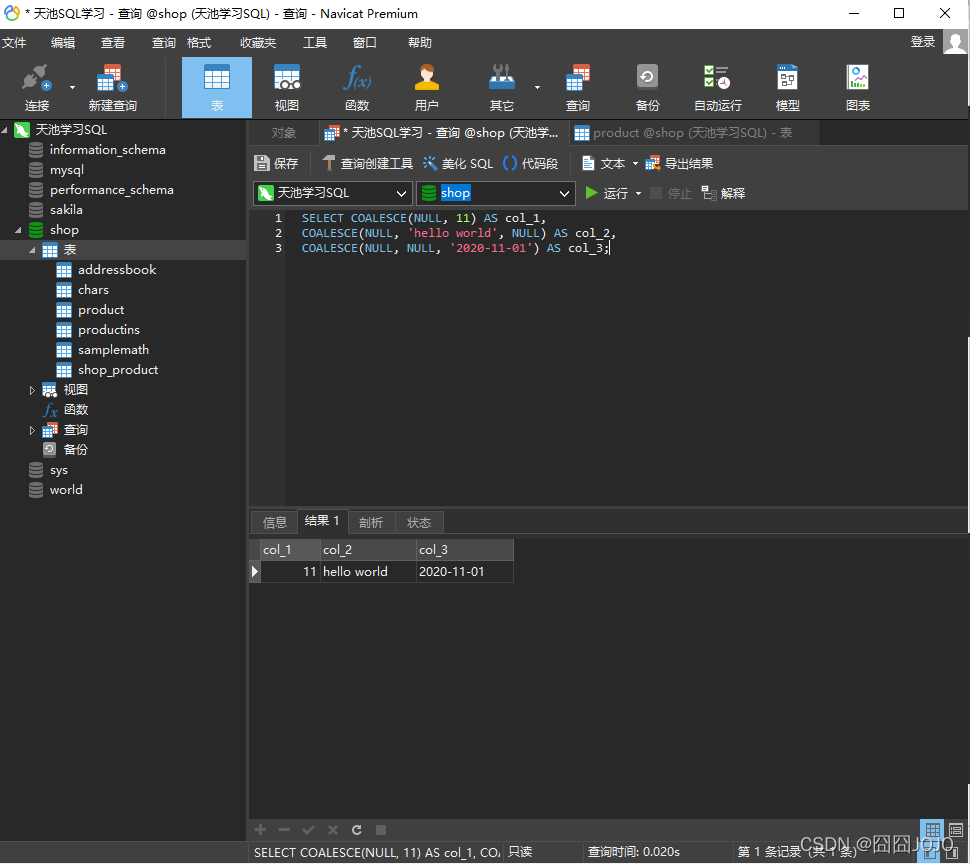 * 天池SQL学习 - 查询 @shop (天池学习SQL) - 查询 - Navicat Premium
文件 编辑 查看 查询 格式 收藏夹 工具 窗口 帮助 登录
连接 新建查询 表 视图 函数 用户 其它 查询 备份 自动运行 模型 图表
天池学习SQL
information_schema
mysql
performance_schema
sakila
shop
表
addressbook
chars
product
productins
samplemath
shop_product
视图
函数
查询
备份
sys
world
对象 * 天池SQL学习 - 查询 @shop (天池学... product @shop (天池学习SQL) - 表
保存 查询创建工具 美化 SQL () 代码段 文本 导出结果
天池学习SQL shop 运行 停止 解释
1 SELECT COALESCE(NULL, 11) AS col_1,
2 COALESCE(NULL, 'hello world', NULL) AS col_2,
3 COALESCE(NULL, NULL, '2020-11-01') AS col_3;
信息 结果 1 剖析 状态
col_1 col_2 col_3
11 hello world 2020-11-01
SELECT COALESCE(NULL, 11) AS col_1, CO 只读 查询时间: 0.020s 第 1 条记录 (共 1 条)
CSDN @囧囧JOJO